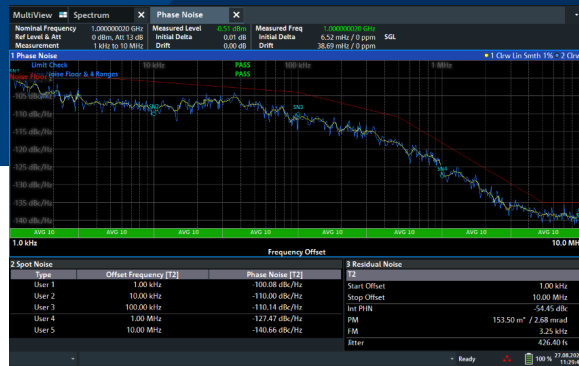 MultiView Spectrum X Phase Noise X
Nominal Frequency 1.000000020 GHz Measured Level -0.51 dBm Measured Freq 1.000000020 GHz
Ref Level & Att 0 dBm, Att 13 dB Initial Delta 0.01 dB Initial Delta 6.52 mHz / 0 ppm SGL
Measurement 1 kHz to 10 MHz Drift 0.00 dB Drift 38.69 mHz / 0 ppm
1 Phase Noise 1 Clrw Lin Smth 1% 2 Clrw
Limit Check 10 kHz PASS 100 kHz 1 MHz
Noise Floor & 4 Ranges PASS
SN1
-105 dBc/Hz
SN2
SN3
-110 dBc/Hz
-115 dBc/Hz
-120 dBc/Hz
-125 dBc/Hz
SN4
-130 dBc/Hz
-135 dBc/Hz
-140 dBc/Hz
AVG 10 AVG 10 AVG 10 AVG 10 AVG 10 AVG 10 AVG 10 AVG 10
1.0 kHz 10.0 MH
Frequency Offset
2 Spot Noise
Type Offset Frequency [T2] Phase Noise [T2]
User 1 1.00 kHz -100.08 dBc/Hz
User 2 10.00 kHz -110.00 dBc/Hz
User 3 100.00 kHz -110.14 dBc/Hz
User 4 1.00 MHz -127.47 dBc/Hz
User 5 10.00 MHz -140.66 dBc/Hz
3 Residual Noise
T2
Start Offset 1.00 kHz
Stop Offset 10.00 MHz
Int PHN -54.45 dBc
PM 153.50 m° / 2.68 mrad
FM 3.25 kHz
Jitter 426.40 fs
Ready 100 % 27.08.202
11:29:4